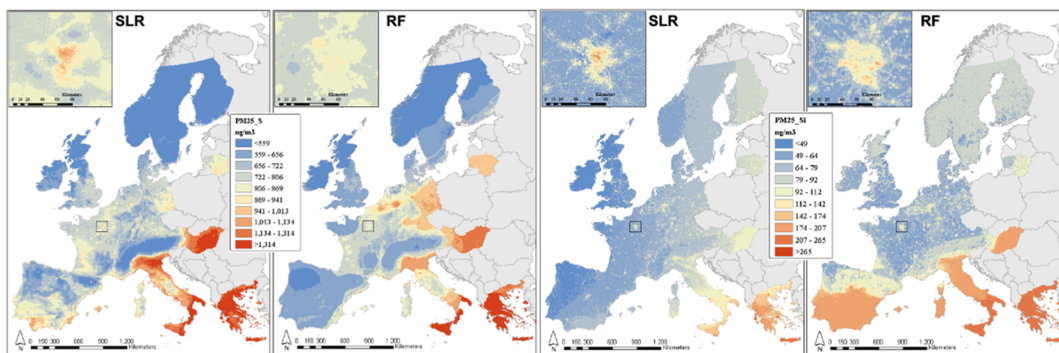 SLR
RF
SLR
RF
Kilometers
Kilometers
Kilometers
Kilometers
PM25_S
ng/m3
<559
559 - 656
656 - 722
722 - 806
806 - 869
869 - 941
941 - 1,013
1,013 - 1,134
1,134 - 1,314
>1,314
PM25_Si
ng/m3
<49
49 - 64
64 - 79
79 - 92
92 - 112
112 - 142
142 - 174
174 - 207
207 - 265
>265
N
0 150 300 600 900 1,200
Kilometers
N
0 150 300 600 900 1,200
Kilometers
N
0 150 300 600 900 1,200
Kilometers
N
0 150 300 600 900 1,200
Kilometers